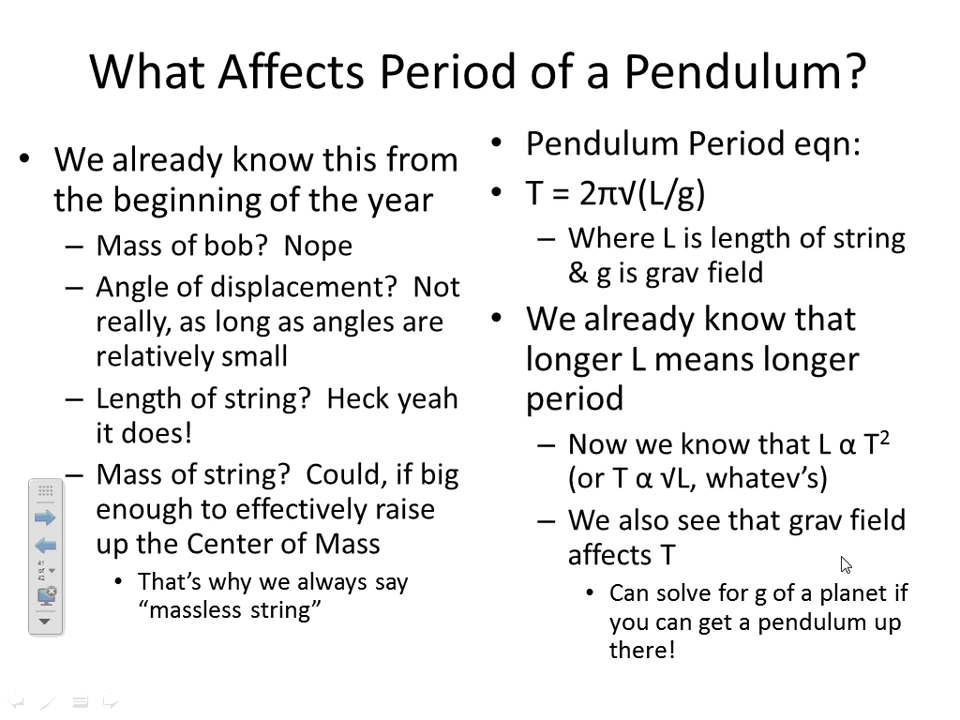 What Affects Period of a Pendulum?
• We already know this from
the beginning of the year
– Mass of bob?  Nope
– Angle of displacement?  Not
really, as long as angles are
relatively small
– Length of string?  Heck yeah
it does!
– Mass of string?  Could, if big
enough to effectively raise
up the Center of Mass
• That’s why we always say
“massless string”
• Pendulum Period eqn:
• T = 2π√(L/g)
– Where L is length of string
& g is grav field
• We already know that
longer L means longer
period
– Now we know that L α T²
(or T α √L, whatev’s)
– We also see that grav field
affects T
• Can solve for g of a planet if
you can get a pendulum up
there!